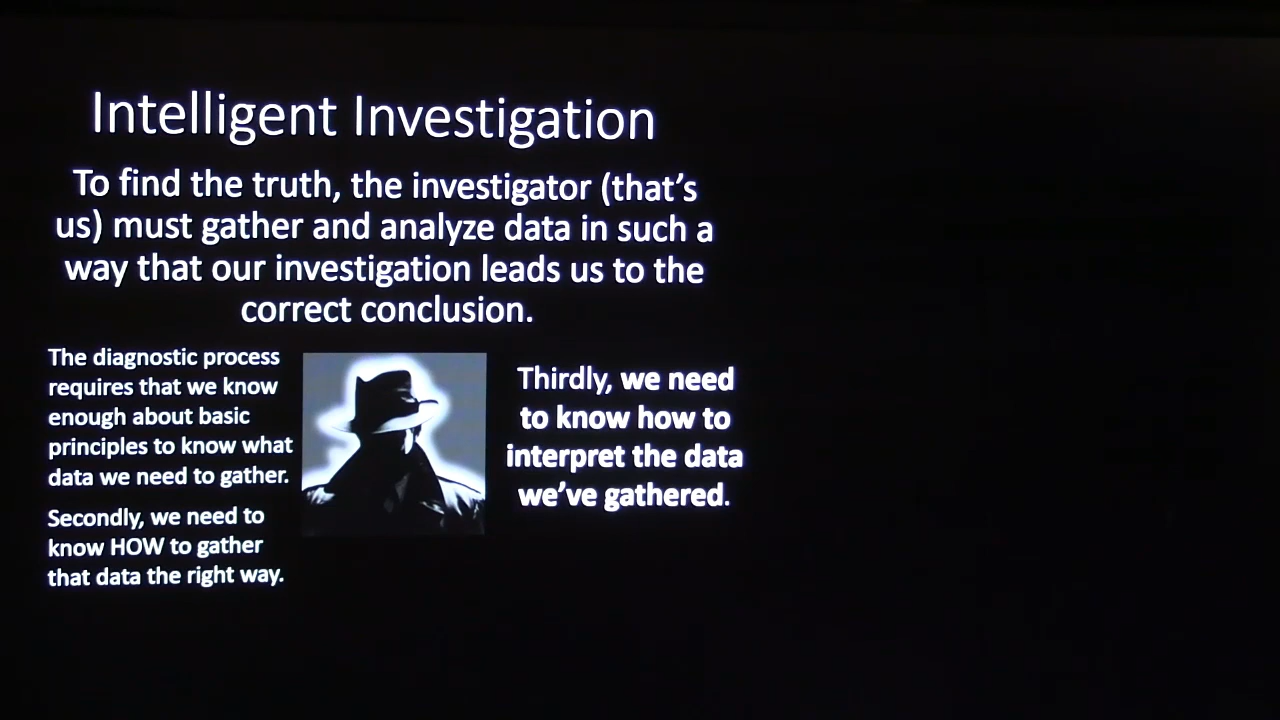 Intelligent Investigation
To find the truth, the investigator (that's
us) must gather and analyze data in such a
way that our investigation leads us to the
correct conclusion.
The diagnostic process
requires that we know
enough about basic
principles to know what
data we need to gather.
Secondly, we need to
know HOW to gather
that data the right way.
Thirdly, we need
to know how to
interpret the data
we've gathered.